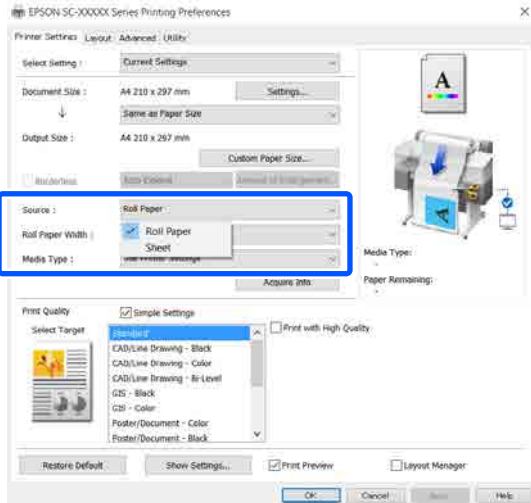 EPSON SC-XXXXX Series Printing Preferences
Printer Settings Layout Advanced Utility
Select Setting : Current Settings
Document Size : A4 210 x 297 mm Settings...
Same as Paper Size
Output Size : A4 210 x 297 mm
Custom Paper Size...
Borderless Auto Expand Amount of Enlargement...
Source : Roll Paper
Roll Paper Width : Roll Paper
Sheet
Media Type :
Acquire Info
A
Media Type:
-
Paper Remaining:
-
Print Quality Simple Settings
Select Target Standard Print with High Quality
CAD/Line Drawing - Black
CAD/Line Drawing - Color
CAD/Line Drawing - Bi-Level
GIS - Black
GIS - Color
Poster/Document - Color
Poster/Document - Black
Restore Default Show Settings... Print Preview Layout Manager
OK Cancel Help